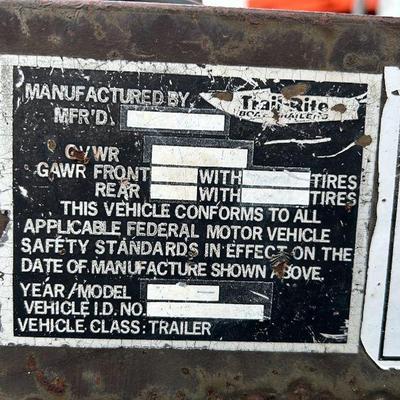 MANUFACTURED BY Trail-Rite
BOAT TRAILERS
MFR'D.
GVWR
GAWR FRONT WITH TIRES
REAR WITH TIRES
THIS VEHICLE CONFORMS TO ALL
APPLICABLE FEDERAL MOTOR VEHICLE
SAFETY STANDARDS IN EFFECT ON THE
DATE OF MANUFACTURE SHOWN ABOVE.
YEAR/MODEL
VEHICLE I.D. NO.
VEHICLE CLASS: TRAILER